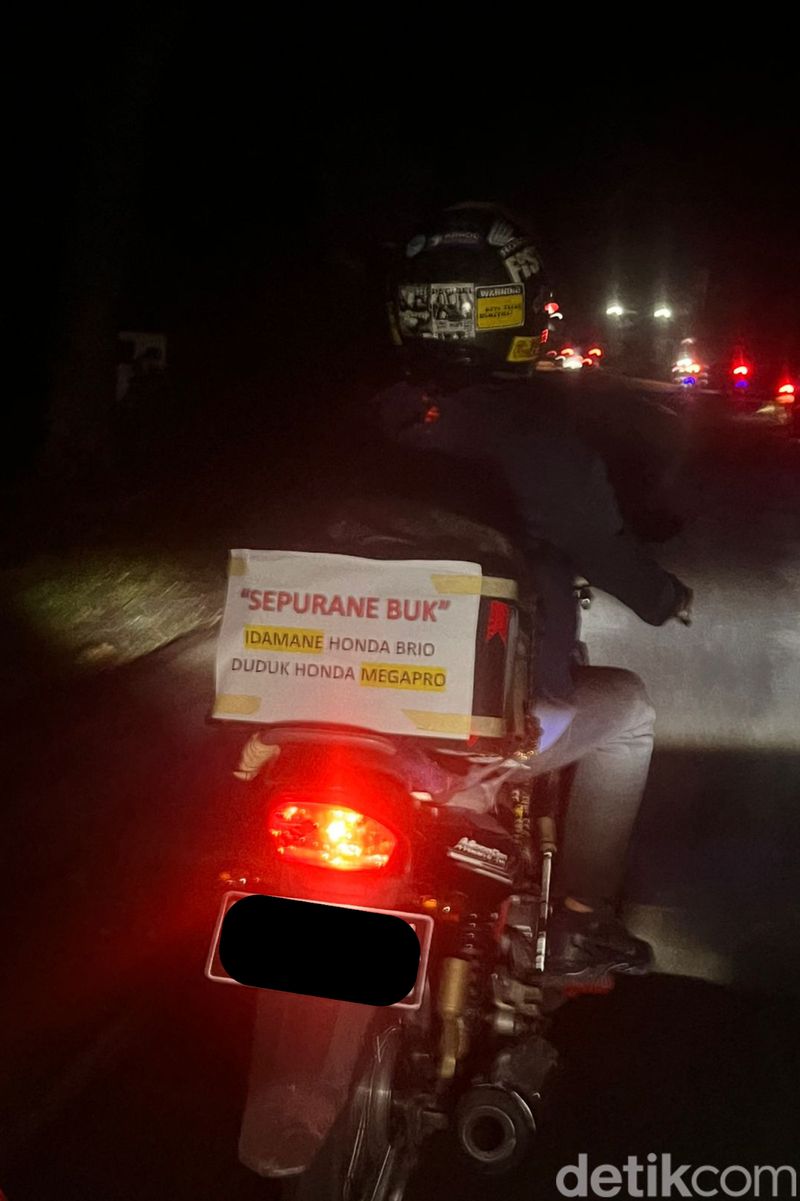 WARNING
"SEPURANE BUK"
IDAMANE HONDA BRIO
DUDUK HONDA MEGAPRO
detikcom